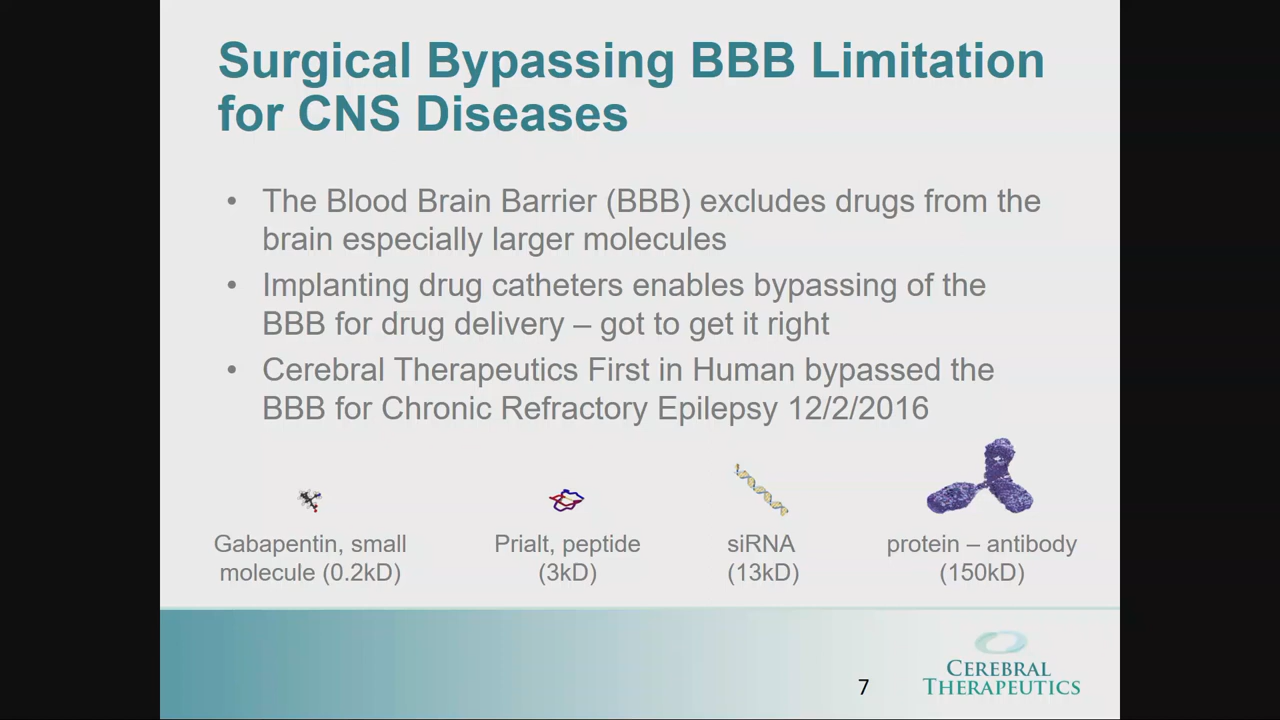 Surgical Bypassing BBB Limitation
for CNS Diseases
• The Blood Brain Barrier (BBB) excludes drugs from the
brain especially larger molecules
• Implanting drug catheters enables bypassing of the
BBB for drug delivery – got to get it right
• Cerebral Therapeutics First in Human bypassed the
BBB for Chronic Refractory Epilepsy 12/2/2016
Gabapentin, small
molecule (0.2kD)
Prialt, peptide
(3kD)
siRNA
(13kD)
protein – antibody
(150kD)
7
CEREBRAL
THERAPEUTICS